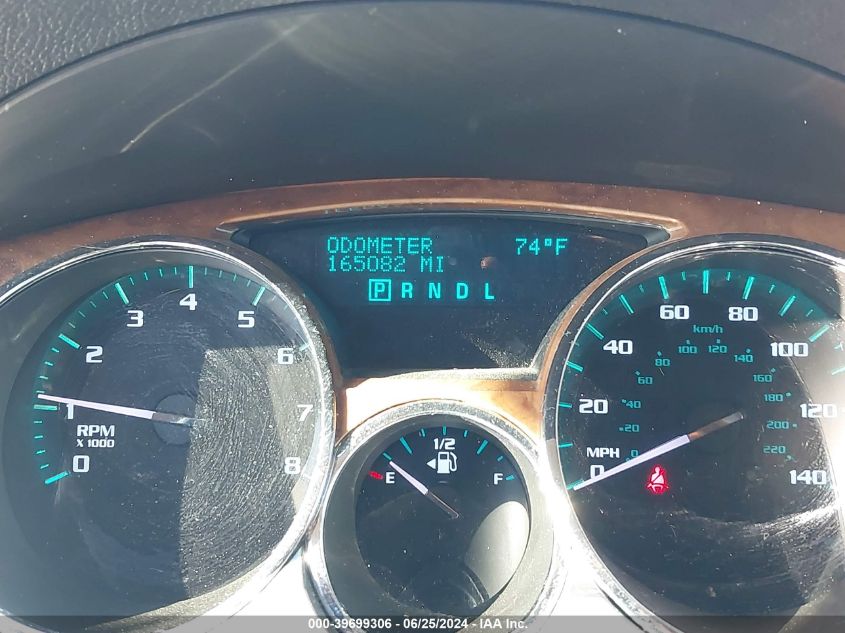 ODOMETER 74°F
165082 MI
P R N D L
0 1 2 3 4 5 6 7 8
RPM
X 1000
E 1/2 F
0 20 40 60 80 100 120 140
MPH
km/h
0 20 40 60 80 100 120 140 160 180 200 220
000-39699306 - 06/25/2024 - IAA Inc.